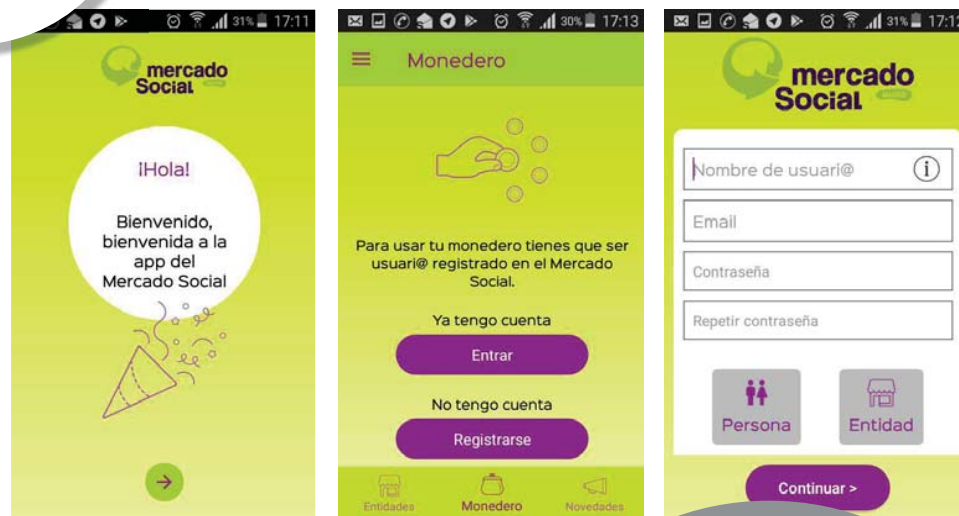 31% 17:11
mercado
Social
¡Hola!
Bienvenido,
bienvenida a la
app del
Mercado Social
30% 17:13
Monedero
Para usar tu monedero tienes que ser
usuari@ registrado en el Mercado
Social.
Ya tengo cuenta
Entrar
No tengo cuenta
Registrarse
Entidades
Monedero
Novedades
31%
mercado
Social
Nombre de usuari@
i
Email
Contraseña
Repetir contraseña
Persona
Entidad
Continuar >